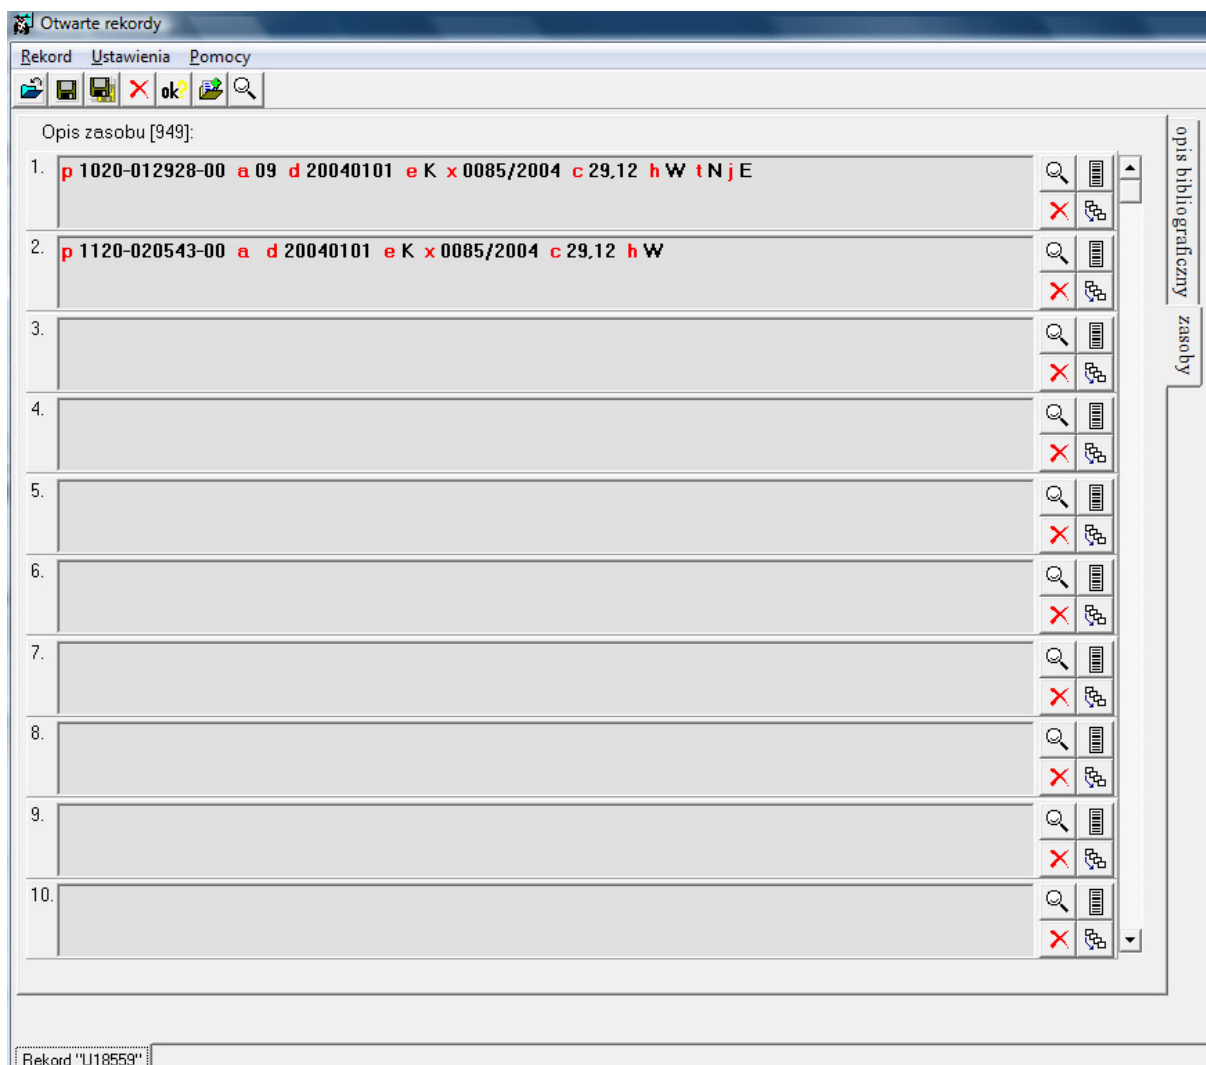 Otwarte rekordy
Rekord Ustawienia Pomocy
ok?
Opis zasobu [949]:
1. p 1020-012928-00 a 09 d 20040101 e K x 0085/2004 c 29,12 h W t N j E
2. p 1120-020543-00 a d 20040101 e K x 0085/2004 c 29,12 h W
3.
4.
5.
6.
7.
8.
9.
10.
opis bibliograficzny
zasoby
Rekord "U18559"